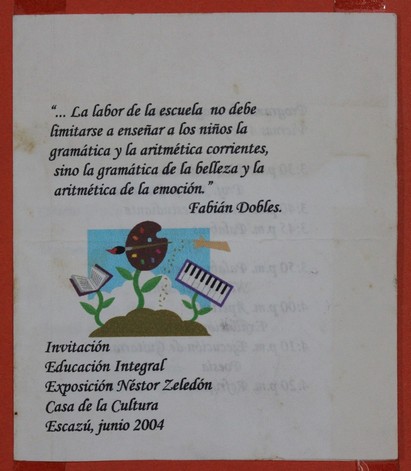 "... La labor de la escuela no debe
limitarse a enseñar a los niños la
gramática y la aritmética corrientes,
sino la gramática de la belleza y la
aritmética de la emoción."
Fabián Dobles.
Invitación
Educación Integral
Exposición Néstor Zeledón
Casa de la Cultura
Escazú, junio 2004